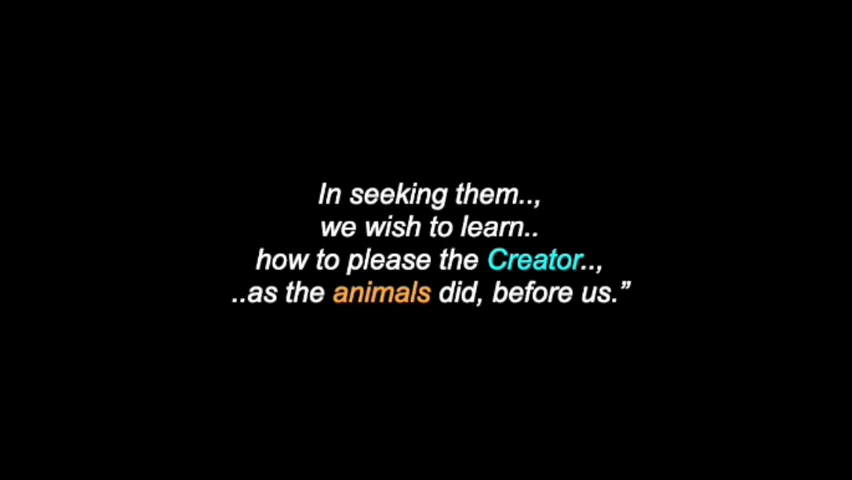 In seeking them..,
we wish to learn..
how to please the Creator..,
..as the animals did, before us.”